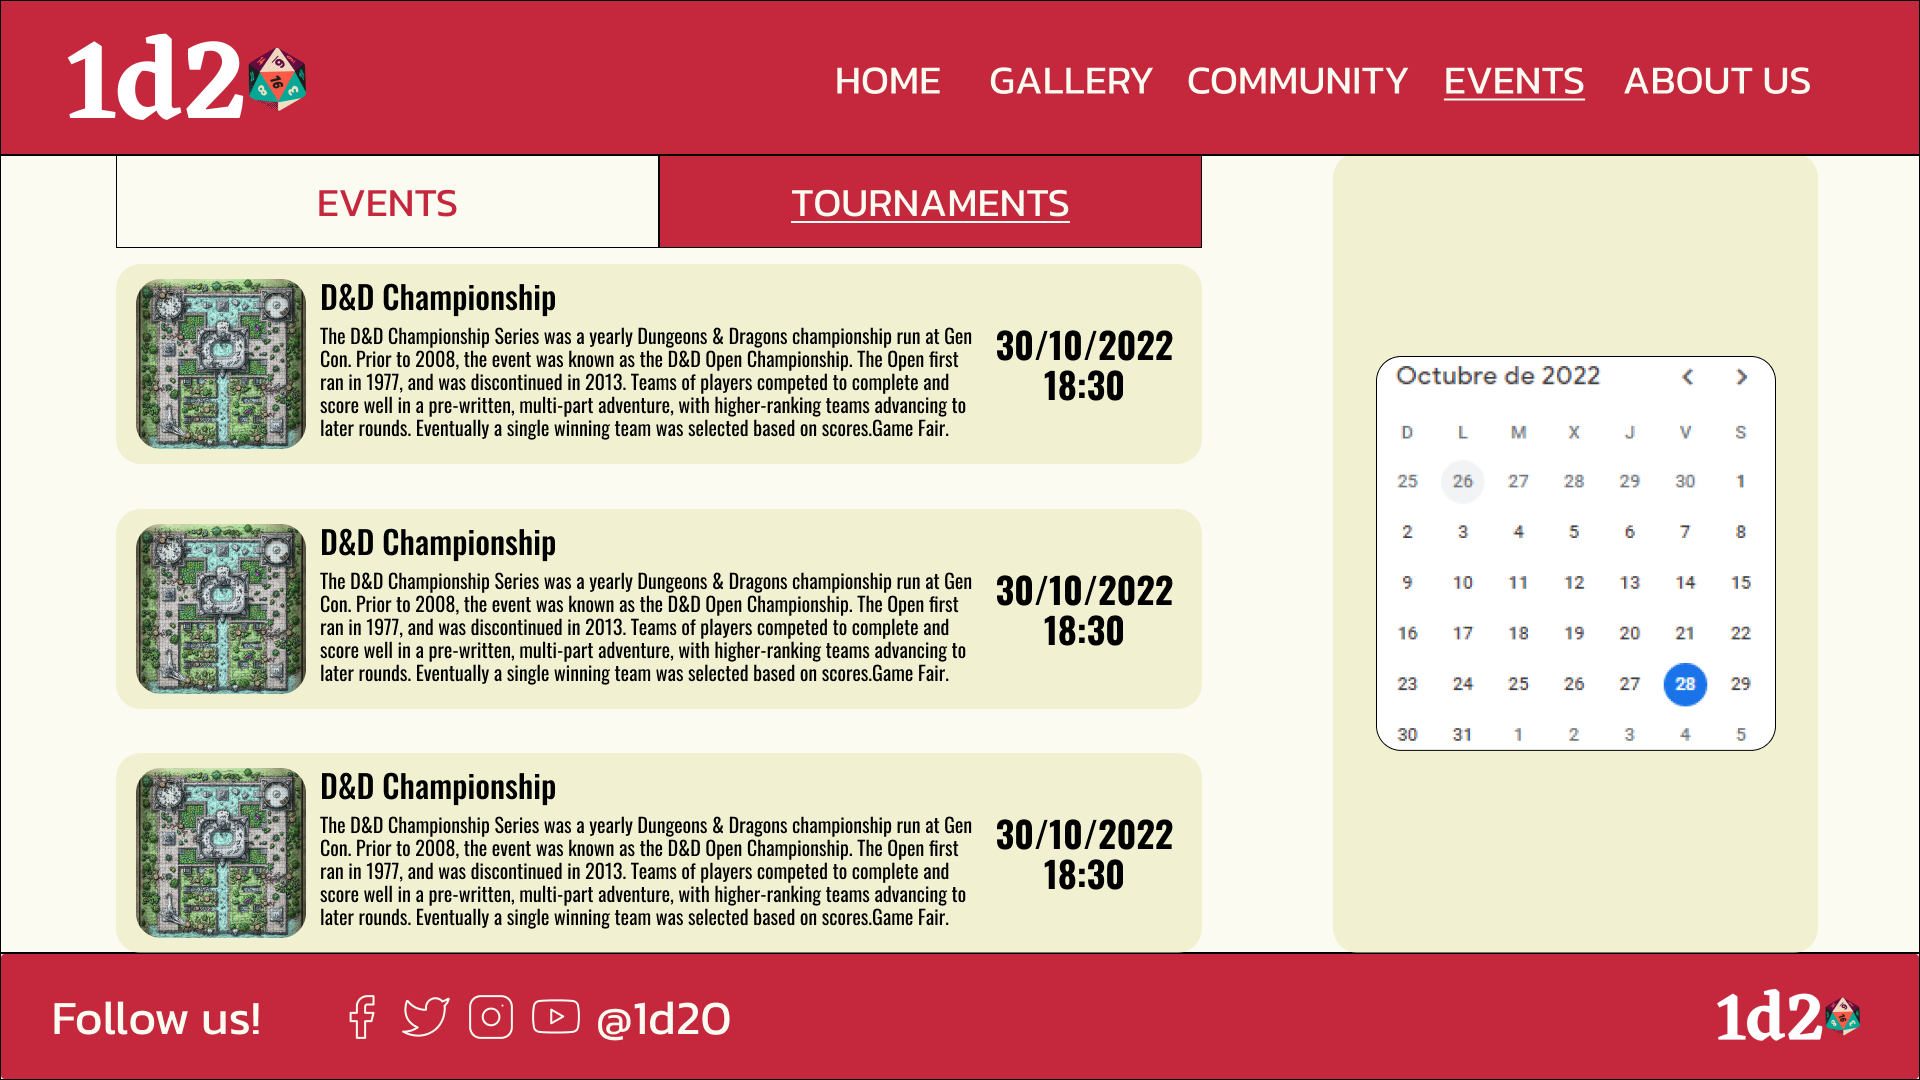 1d2
HOME GALLERY COMMUNITY EVENTS ABOUT US
EVENTS TOURNAMENTS
D&D Championship
The D&D Championship Series was a yearly Dungeons & Dragons championship run at Gen
Con. Prior to 2008, the event was known as the D&D Open Championship. The Open first
ran in 1977, and was discontinued in 2013. Teams of players competed to complete and
score well in a pre-written, multi-part adventure, with higher-ranking teams advancing to
later rounds. Eventually a single winning team was selected based on scores.Game Fair.
30/10/2022
18:30
D&D Championship
The D&D Championship Series was a yearly Dungeons & Dragons championship run at Gen
Con. Prior to 2008, the event was known as the D&D Open Championship. The Open first
ran in 1977, and was discontinued in 2013. Teams of players competed to complete and
score well in a pre-written, multi-part adventure, with higher-ranking teams advancing to
later rounds. Eventually a single winning team was selected based on scores.Game Fair.
30/10/2022
18:30
D&D Championship
The D&D Championship Series was a yearly Dungeons & Dragons championship run at Gen
Con. Prior to 2008, the event was known as the D&D Open Championship. The Open first
ran in 1977, and was discontinued in 2013. Teams of players competed to complete and
score well in a pre-written, multi-part adventure, with higher-ranking teams advancing to
later rounds. Eventually a single winning team was selected based on scores.Game Fair.
30/10/2022
18:30
Octubre de 2022
D L M X J V S
25 26 27 28 29 30 1
2 3 4 5 6 7 8
9 10 11 12 13 14 15
16 17 18 19 20 21 22
23 24 25 26 27 28 29
30 31 1 2 3 4 5
Follow us! @1d20
1d2